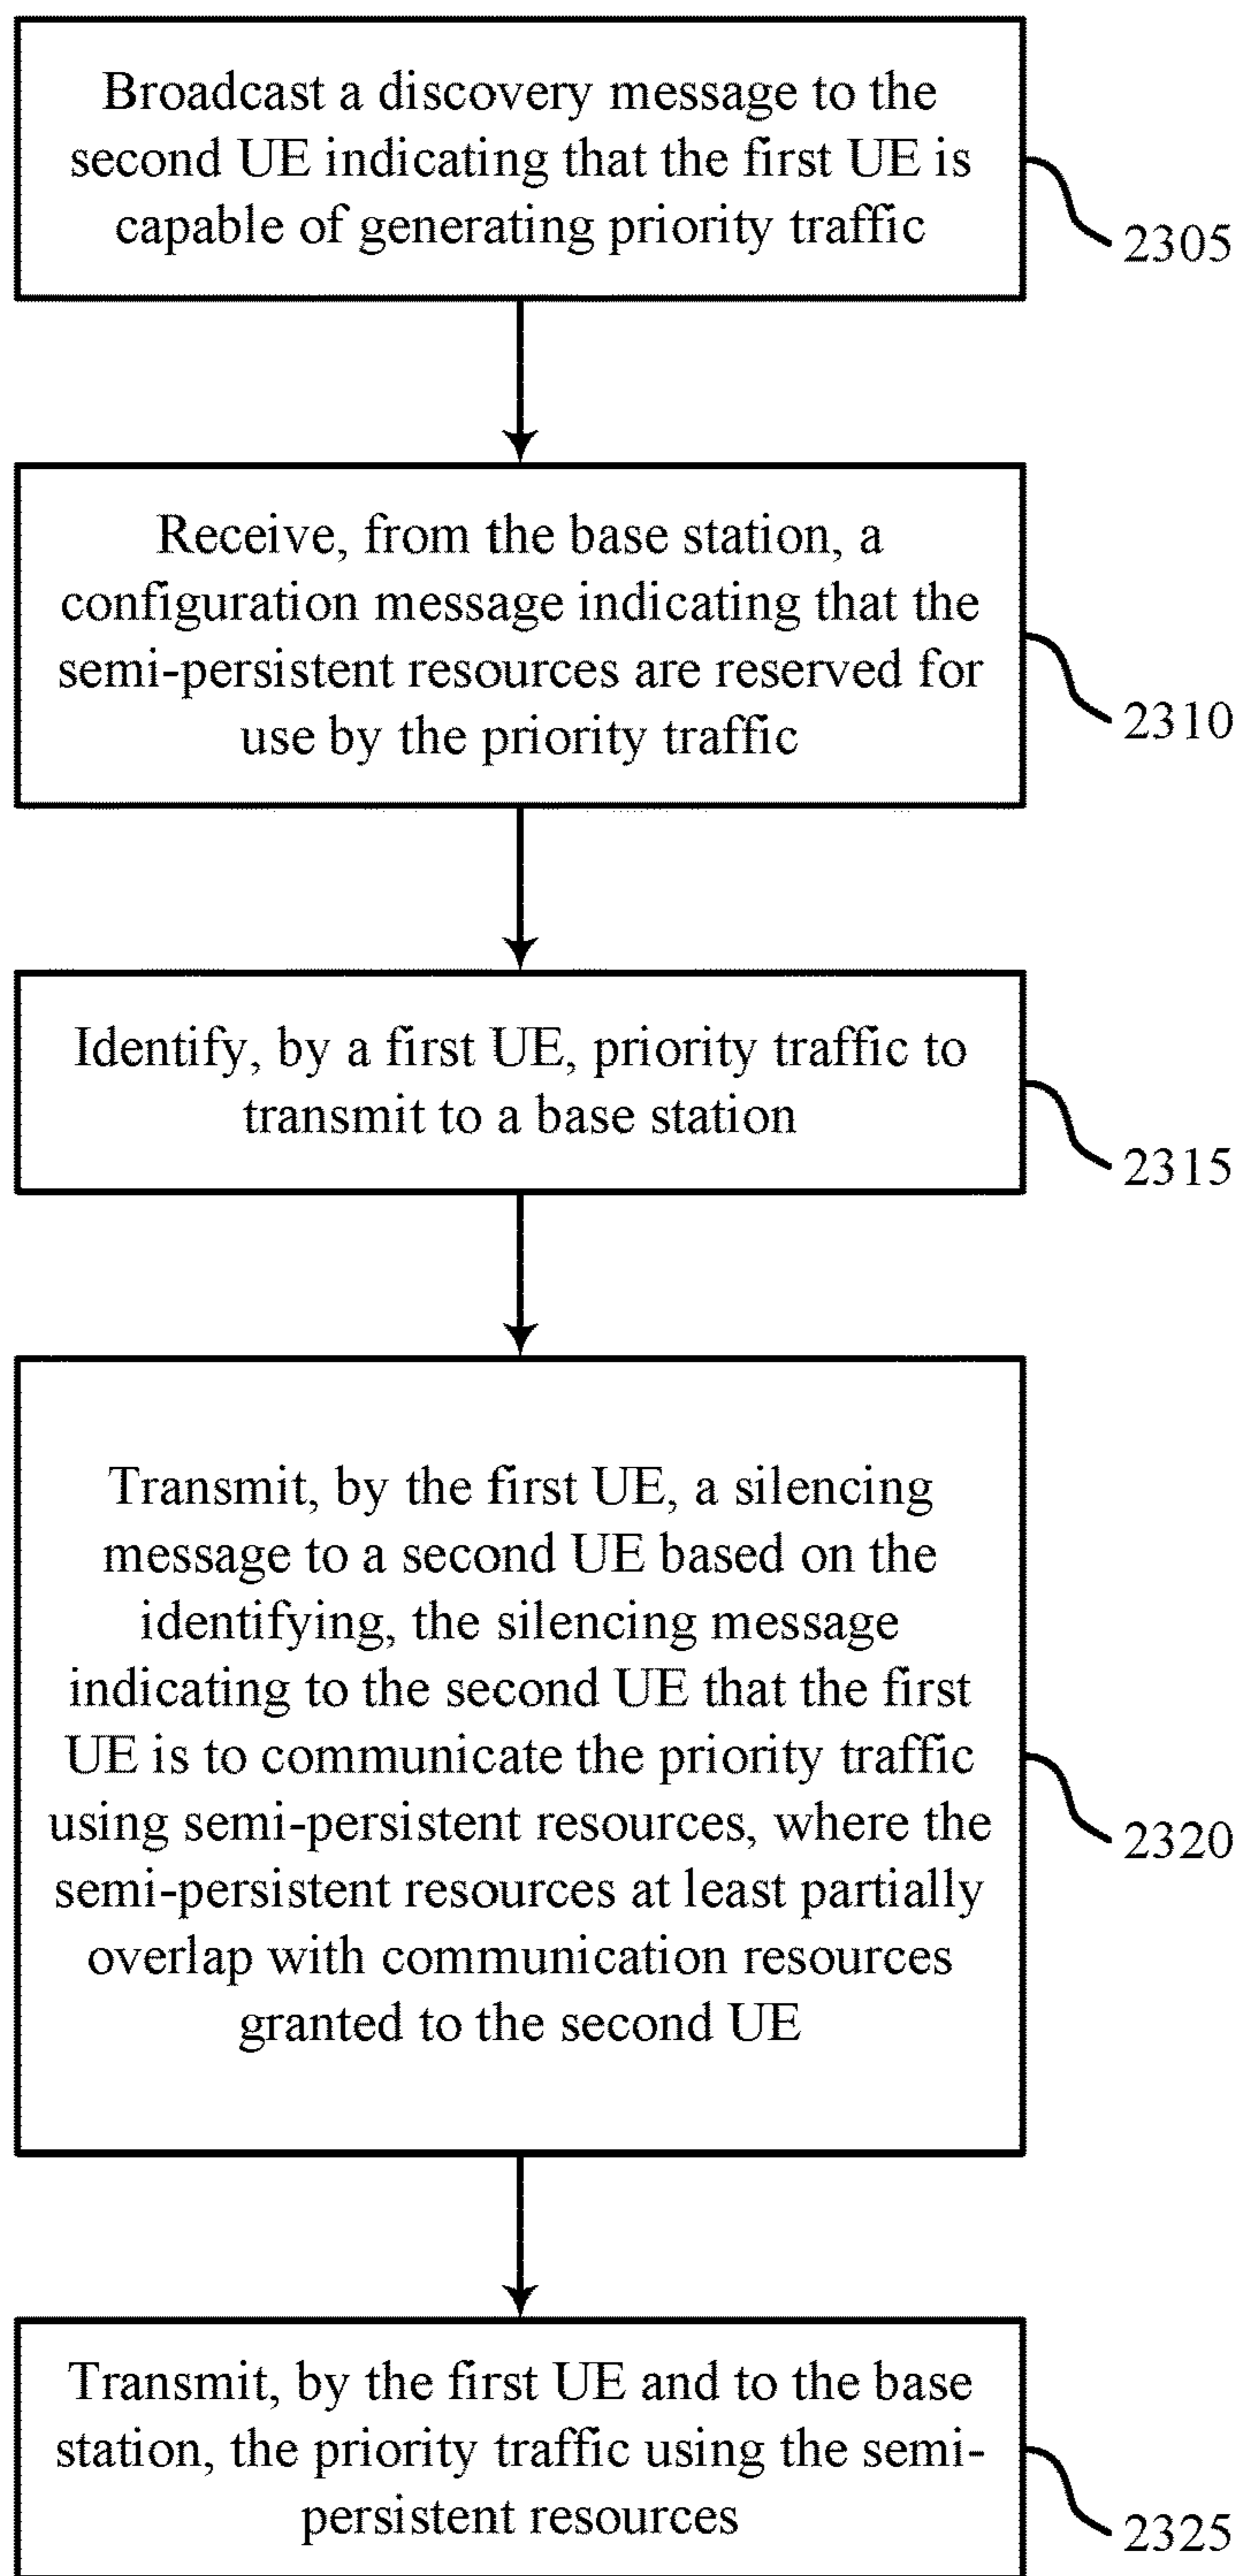 Broadcast a discovery message to the
second UE indicating that the first UE is
capable of generating priority traffic
2305
Receive, from the base station, a
configuration message indicating that the
semi-persistent resources are reserved for
use by the priority traffic
2310
Identify, by a first UE, priority traffic to
transmit to a base station
2315
Transmit, by the first UE, a silencing
message to a second UE based on the
identifying, the silencing message
indicating to the second UE that the first
UE is to communicate the priority traffic
using semi-persistent resources, where the
semi-persistent resources at least partially
overlap with communication resources
granted to the second UE
2320
Transmit, by the first UE and to the base
station, the priority traffic using the semi-
persistent resources
2325